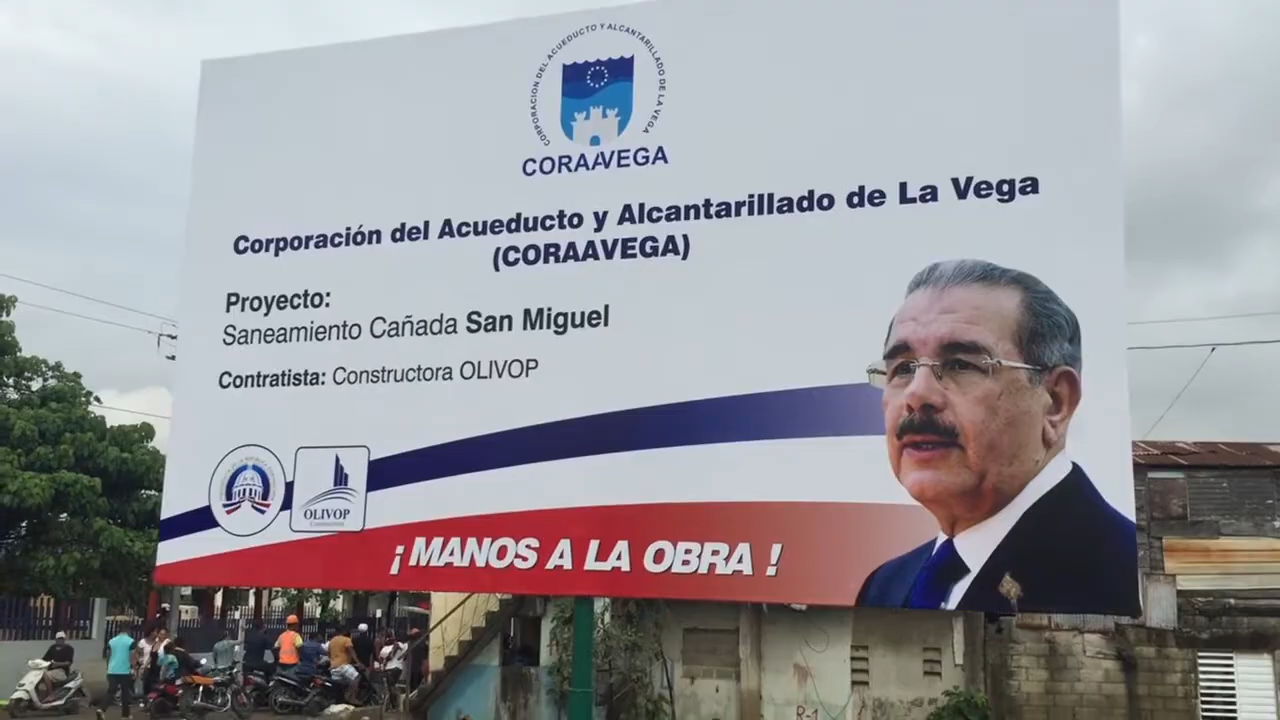 CORPORACION DEL ACUEDUCTO Y ALCANTARILLADO DE LA VEGA
CORAAVEGA
Corporación del Acueducto y Alcantarillado de La Vega
(CORAAVEGA)
Proyecto:
Saneamiento Cañada San Miguel
Contratista: Constructora OLIVOP
OLIVOP
¡ MANOS A LA OBRA !
R-1